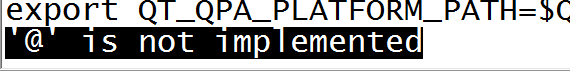 export QT_QPA_PLATFORM_PATH=$Q
'@' is not implemented